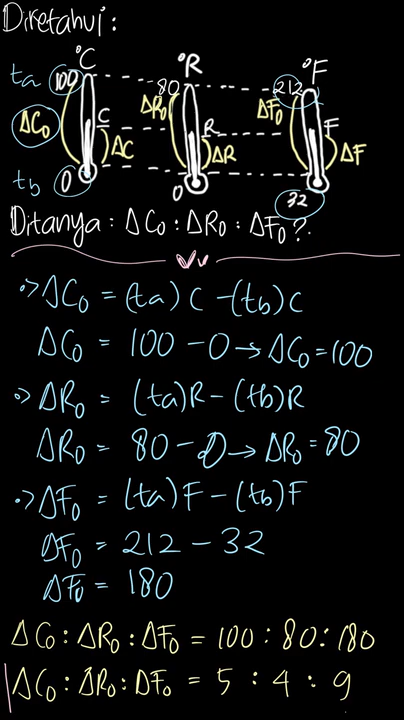 Diketahui :
°C
°R
°F
ta 100 80 212
ΔC₀ ΔR₀ ΔF₀
C R F
ΔC ΔR ΔF
tb 0 0 32
Ditanya : ΔC₀ : ΔR₀ : ΔF₀ ?
•> ΔC₀ = (ta) C - (tb) C
ΔC₀ = 100 - 0 → ΔC₀ = 100
•> ΔR₀ = (ta)R - (tb)R
ΔR₀ = 80 - 0 → ΔR₀ = 80
•> ΔF₀ = (ta) F - (tb) F
ΔF₀ = 212 - 32
ΔF₀ = 180
ΔC₀ : ΔR₀ : ΔF₀ = 100 : 80 : 180
ΔC₀ : ΔR₀ : ΔF₀ = 5 : 4 : 9